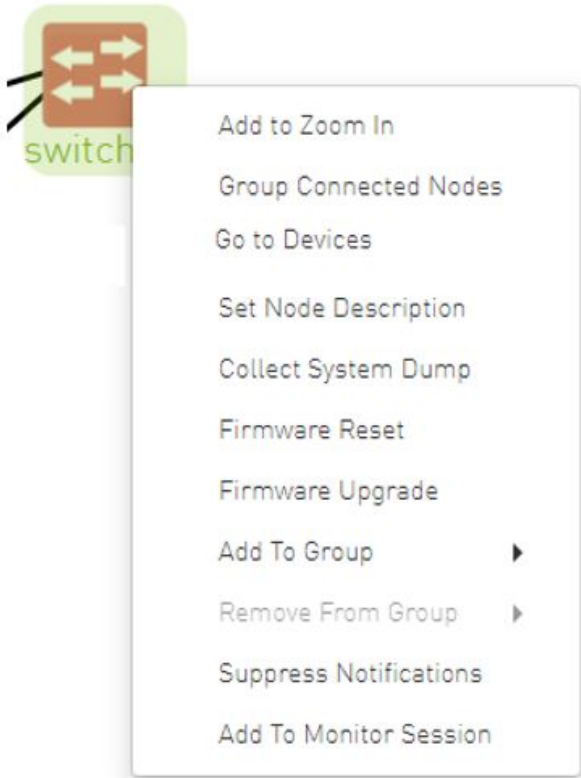 switch
Add to Zoom In
Group Connected Nodes
Go to Devices
Set Node Description
Collect System Dump
Firmware Reset
Firmware Upgrade
Add To Group
Remove From Group
Suppress Notifications
Add To Monitor Session